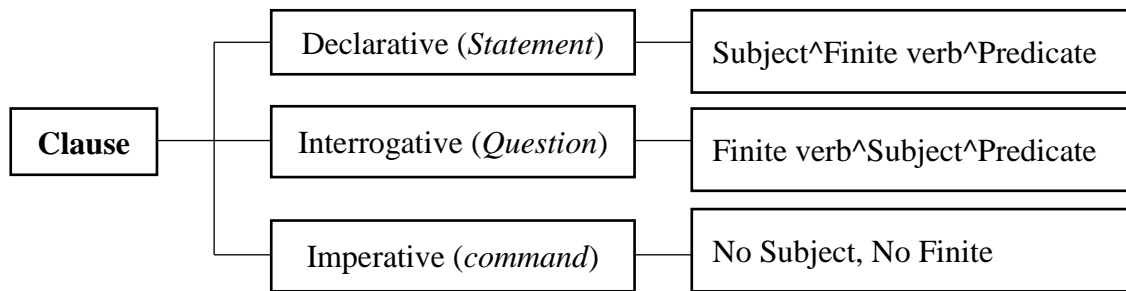 Declarative (Statement)
Subject^Finite verb^Predicate
Clause
Interrogative (Question)
Finite verb^Subject^Predicate
Imperative (command)
No Subject, No Finite